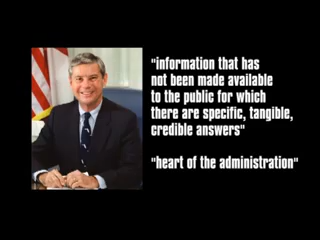 "information that has
not been made available
to the public for which
there are specific, tangible,
credible answers"
"heart of the administration"